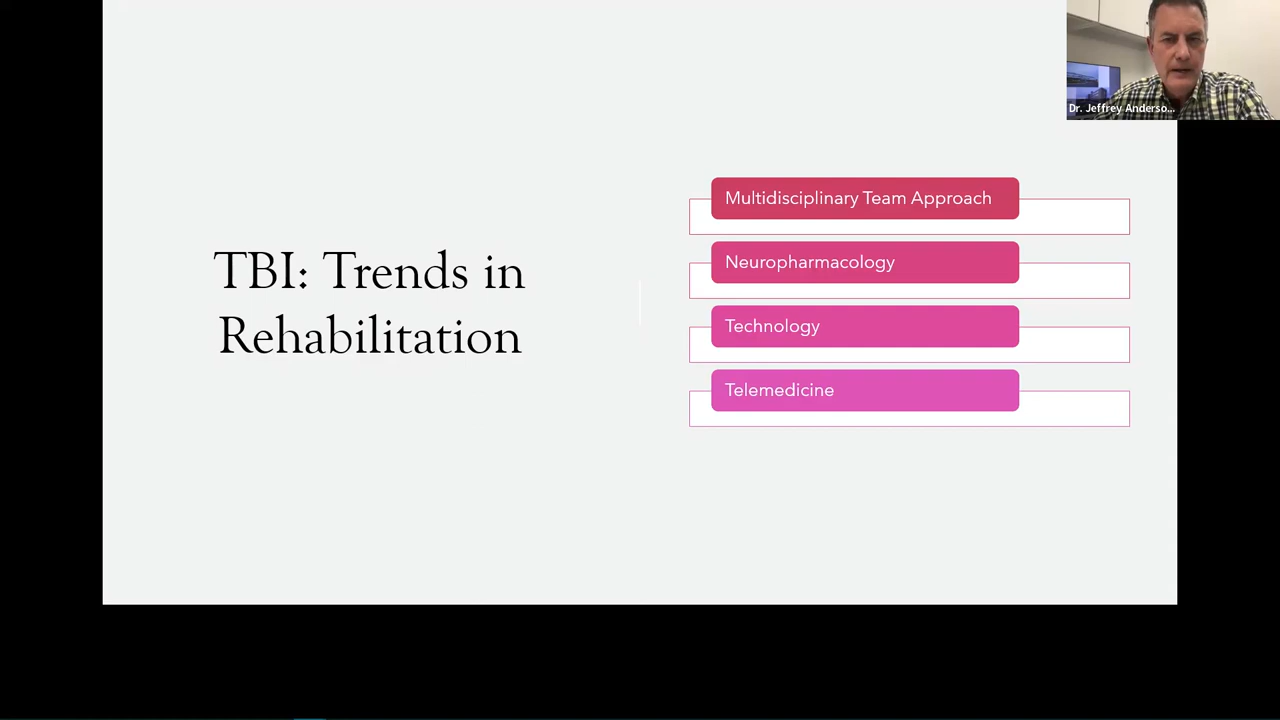 Dr. Jeffrey Anderso...
TBI: Trends in
Rehabilitation
Multidisciplinary Team Approach
Neuropharmacology
Technology
Telemedicine